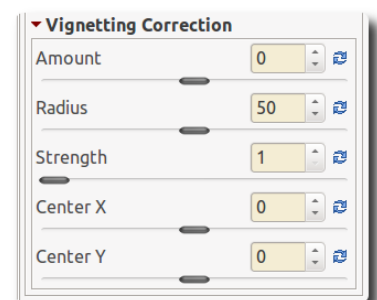 Vignetting Correction
Amount 0
Radius 50
Strength 1
Center X 0
Center Y 0